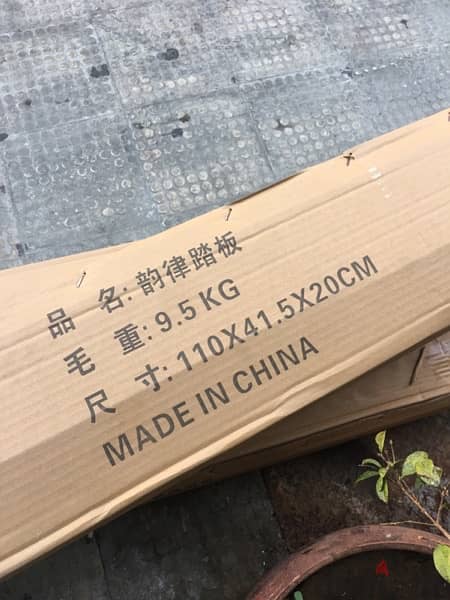 品 名: 韵律踏板
毛 重: 9.5 KG
尺 寸: 110X41.5X20CM
MADE IN CHINA